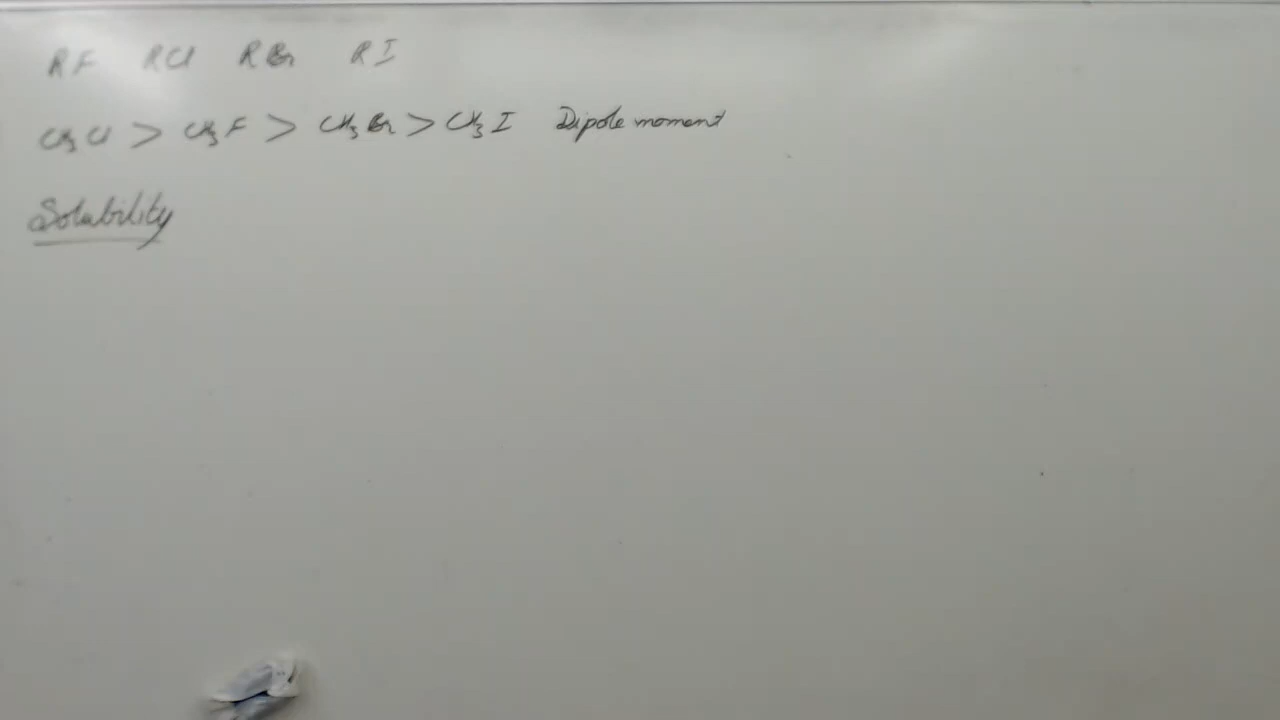 RF RCl RBr RI
CH₃Cl > CH₃F > CH₃Br > CH₃I Dipole moment
Solubility